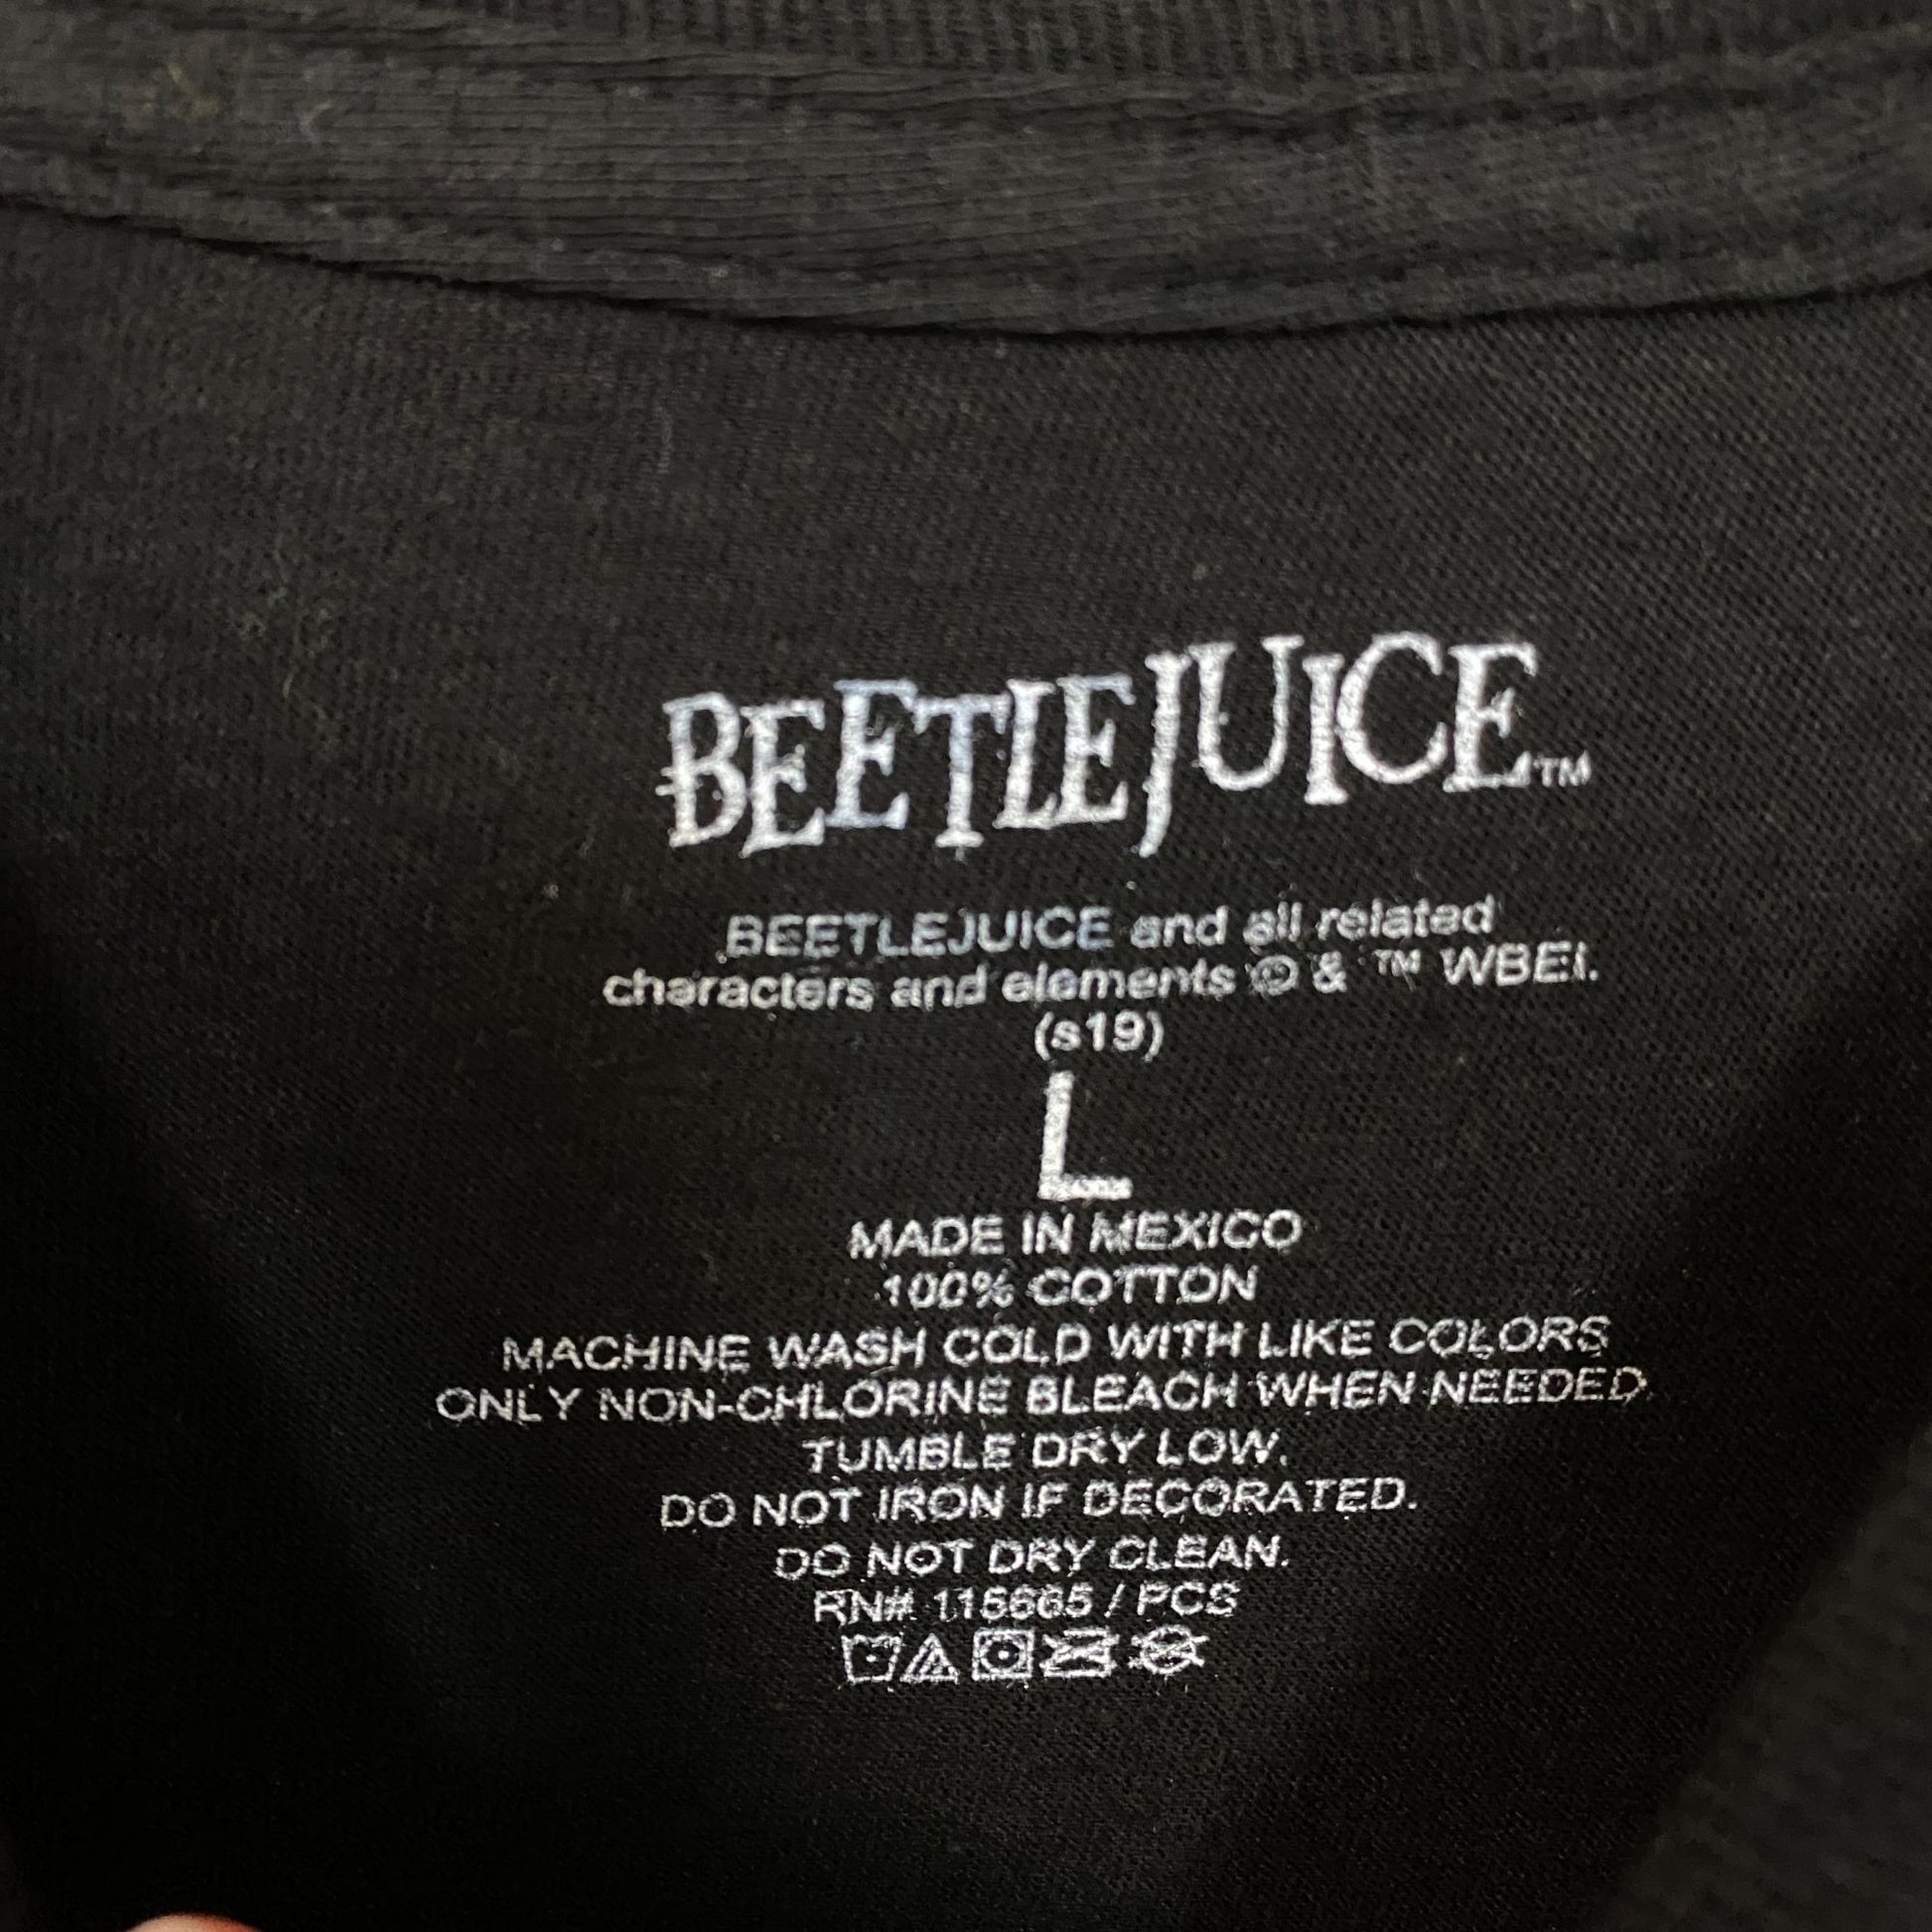 BEETLEJUICE™
BEETLEJUICE and all related
characters and elements © & ™ WBEI.
(s19)
L
MADE IN MEXICO
100% COTTON
MACHINE WASH COLD WITH LIKE COLORS
ONLY NON-CHLORINE BLEACH WHEN NEEDED.
TUMBLE DRY LOW.
DO NOT IRON IF DECORATED.
DO NOT DRY CLEAN.
RN# 115665 / PCS